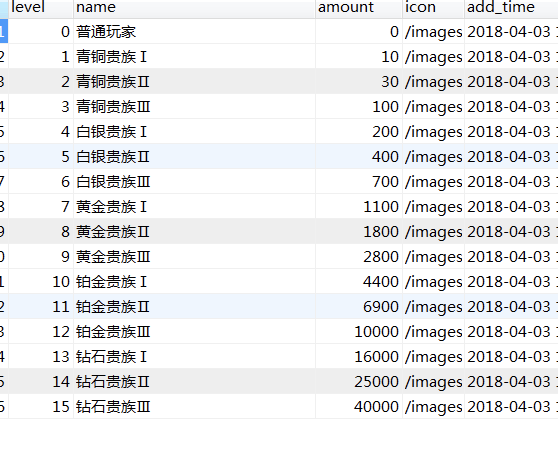 level name amount icon add_time
1 0 普通玩家 0 /images 2018-04-03 1
2 1 青铜贵族Ⅰ 10 /images 2018-04-03 1
3 2 青铜贵族Ⅱ 30 /images 2018-04-03 1
4 3 青铜贵族Ⅲ 100 /images 2018-04-03 1
5 4 白银贵族Ⅰ 200 /images 2018-04-03 1
6 5 白银贵族Ⅱ 400 /images 2018-04-03 1
7 6 白银贵族Ⅲ 700 /images 2018-04-03 1
8 7 黄金贵族Ⅰ 1100 /images 2018-04-03 1
9 8 黄金贵族Ⅱ 1800 /images 2018-04-03 1
0 9 黄金贵族Ⅲ 2800 /images 2018-04-03 1
1 10 铂金贵族Ⅰ 4400 /images 2018-04-03 1
2 11 铂金贵族Ⅱ 6900 /images 2018-04-03 1
3 12 铂金贵族Ⅲ 10000 /images 2018-04-03 1
4 13 钻石贵族Ⅰ 16000 /images 2018-04-03 1
5 14 钻石贵族Ⅱ 25000 /images 2018-04-03 1
6 15 钻石贵族Ⅲ 40000 /images 2018-04-03 1